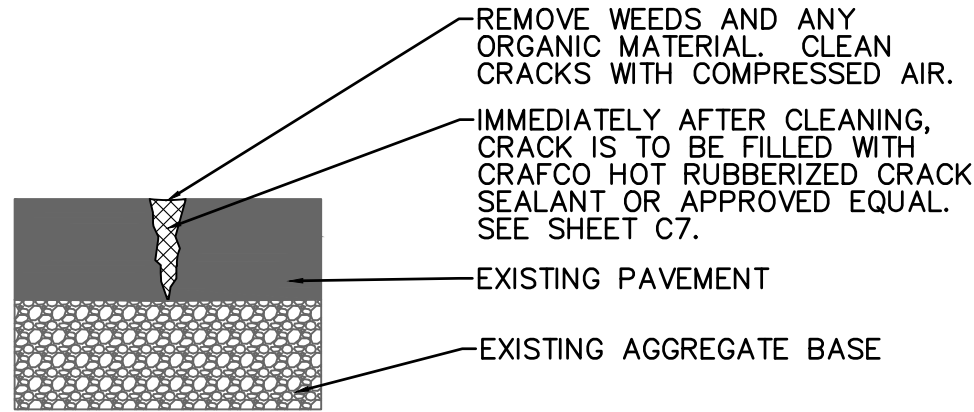 REMOVE WEEDS AND ANY
ORGANIC MATERIAL. CLEAN
CRACKS WITH COMPRESSED AIR.
IMMEDIATELY AFTER CLEANING,
CRACK IS TO BE FILLED WITH
CRAFCO HOT RUBBERIZED CRACK
SEALANT OR APPROVED EQUAL.
SEE SHEET C7.
EXISTING PAVEMENT
EXISTING AGGREGATE BASE